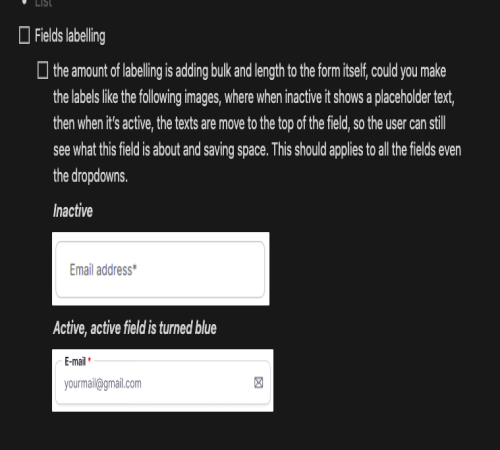 List
Fields labelling
the amount of labelling is adding bulk and length to the form itself, could you make
the labels like the following images, where when inactive it shows a placeholder text,
then when it's active, the texts are move to the top of the field, so the user can still
see what this field is about and saving space. This should applies to all the fields even
the dropdowns.
Inactive
Email address*
Active, active field is turned blue
E-mail *
yourmail@gmail.com